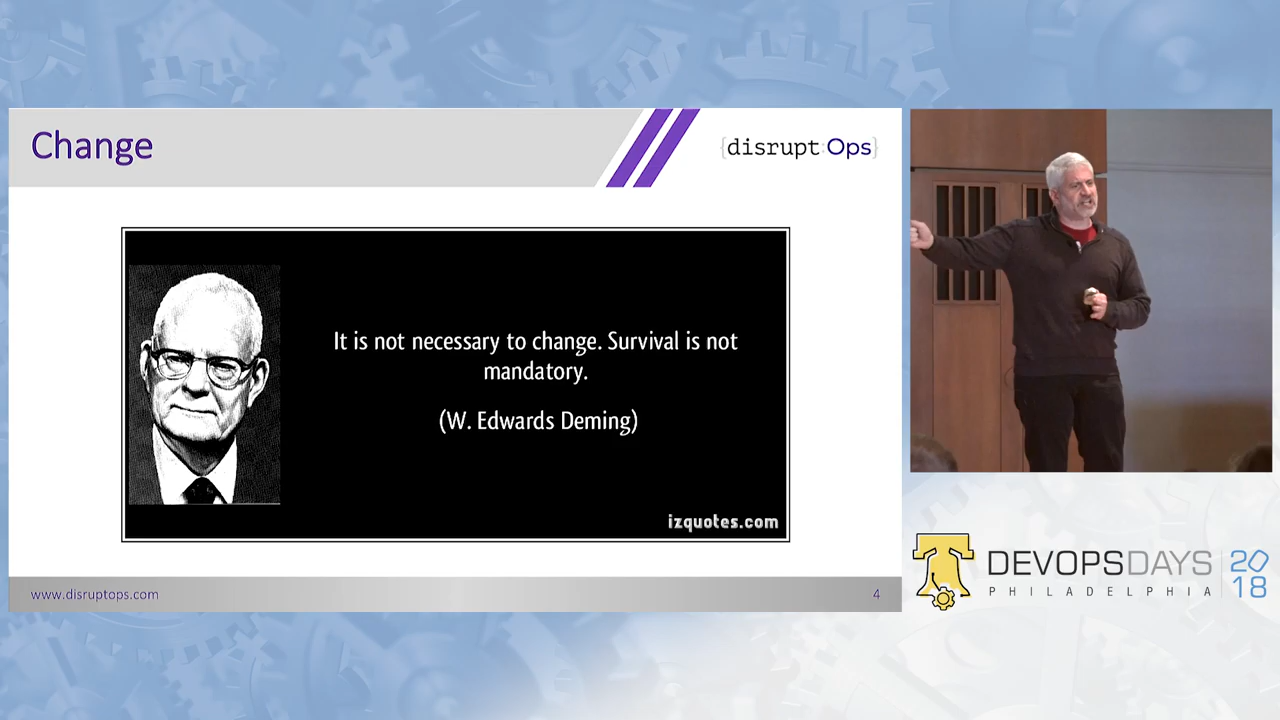 Change
{disrupt:Ops}
It is not necessary to change. Survival is not
mandatory.
(W. Edwards Deming)
izquotes.com
www.disruptops.com
4
DEVOPSDAYS
PHILADELPHIA
20
18